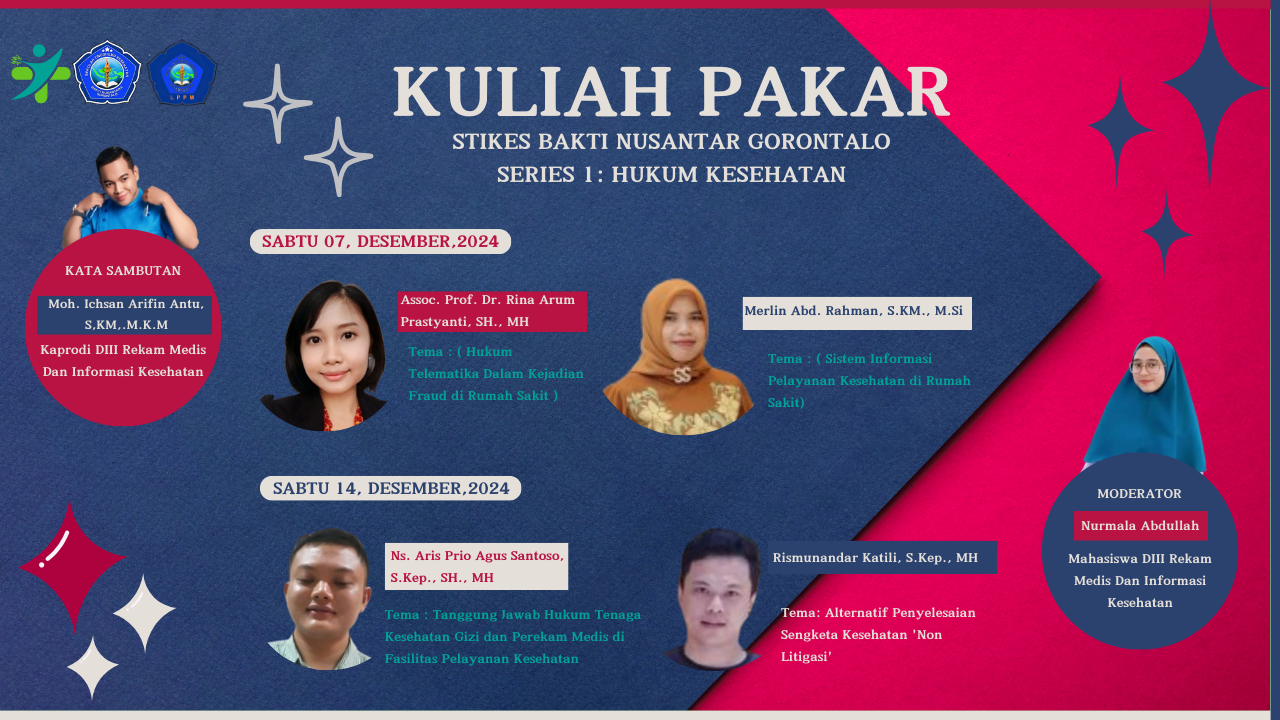 KULIAH PAKAR
STIKES BAKTI NUSANTAR GORONTALO
SERIES 1: HUKUM KESEHATAN
LPPM
KATA SAMBUTAN
Moh. Ichsan Arifin Antu,
S,KM,.M.K.M
Kaprodi DIII Rekam Medis
Dan Informasi Kesehatan
SABTU 07, DESEMBER,2024
Assoc. Prof. Dr. Rina Arum
Prastyanti, SH., MH
Tema : ( Hukum
Telematika Dalam Kejadian
Fraud di Rumah Sakit )
Merlin Abd. Rahman, S.KM., M.Si
Tema : ( Sistem Informasi
Pelayanan Kesehatan di Rumah
Sakit)
SABTU 14, DESEMBER,2024
Ns. Aris Prio Agus Santoso,
S.Kep., SH., MH
Tema : Tanggung Jawab Hukum Tenaga
Kesehatan Gizi dan Perekam Medis di
Fasilitas Pelayanan Kesehatan
Rismunandar Katili, S.Kep., MH
Tema: Alternatif Penyelesaian
Sengketa Kesehatan 'Non
Litigasi'
MODERATOR
Nurmala Abdullah
Mahasiswa DIII Rekam
Medis Dan Informasi
Kesehatan